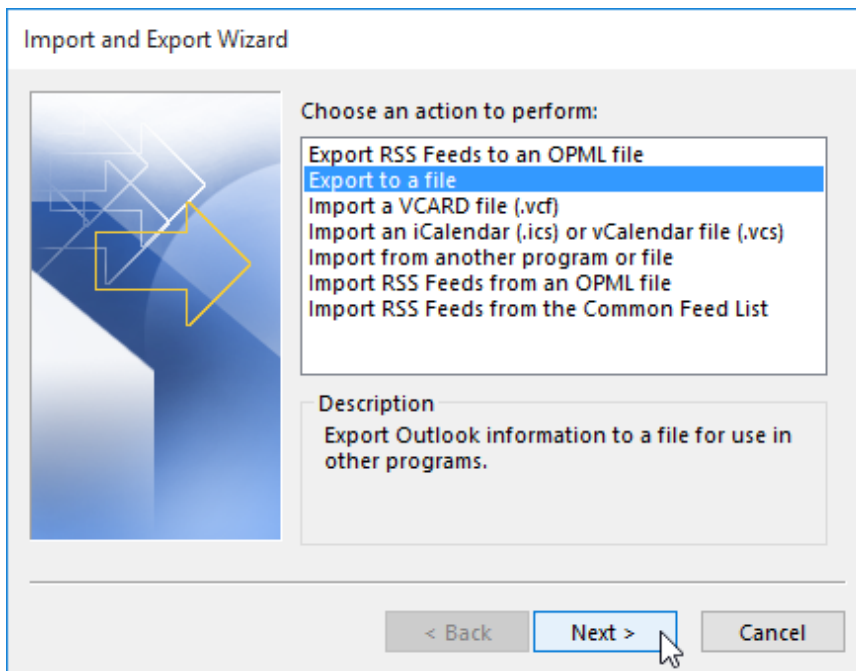 Import and Export Wizard
Choose an action to perform:
Export RSS Feeds to an OPML file
Export to a file
Import a VCARD file (.vcf)
Import an iCalendar (.ics) or vCalendar file (.vcs)
Import from another program or file
Import RSS Feeds from an OPML file
Import RSS Feeds from the Common Feed List
Description
Export Outlook information to a file for use in
other programs.
< Back Next > Cancel